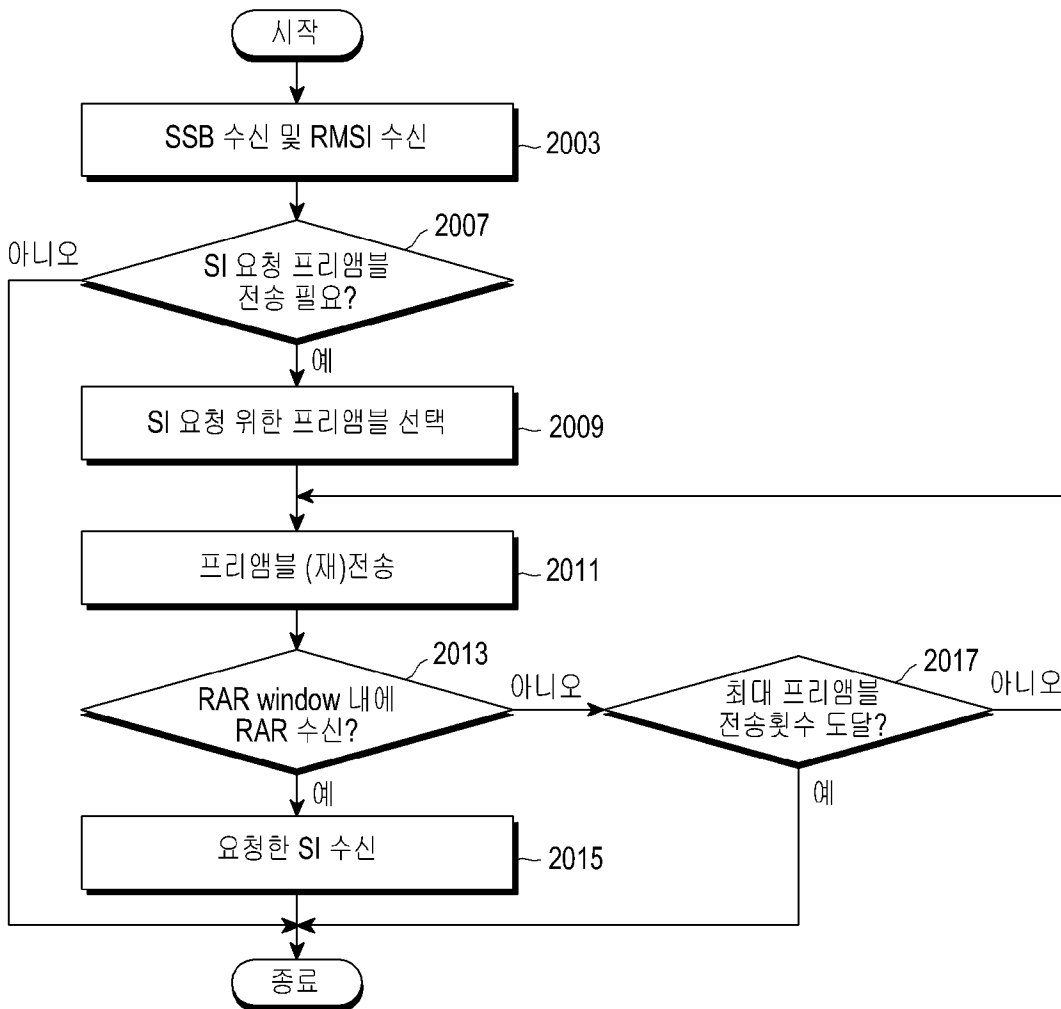 시작
SSB 수신 및 RMSI 수신
2003
2007
아니오
SI 요청 프리앰블
전송 필요?
예
SI 요청 위한 프리앰블 선택
2009
프리앰블 (재)전송
2011
2013
RAR window 내에
RAR 수신?
아니오
2017
최대 프리앰블
전송횟수 도달?
아니오
예
예
요청한 SI 수신
2015
종료